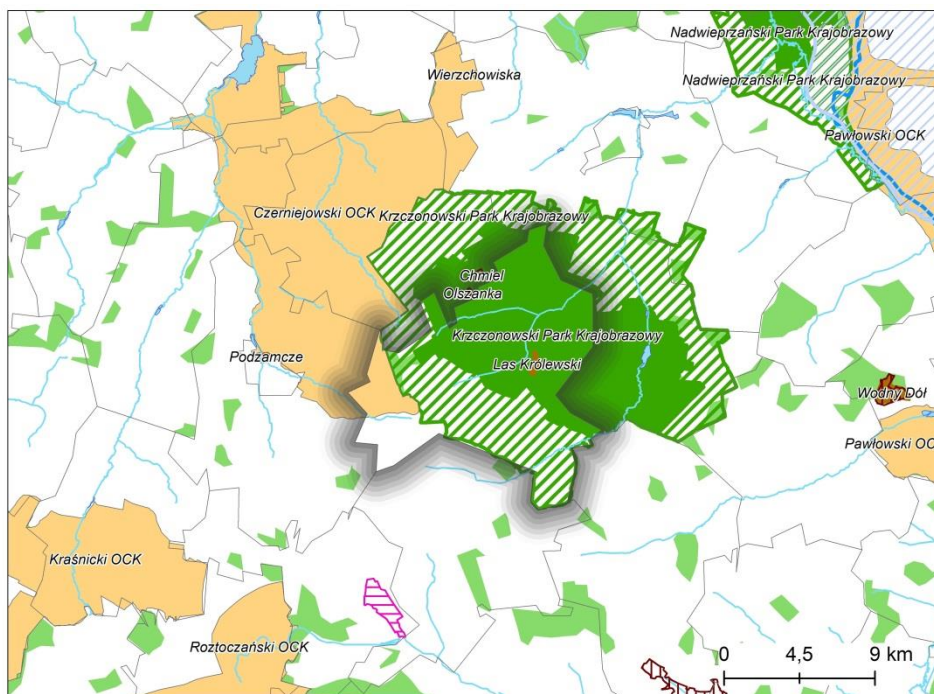 Nadwieprzański Park Krajobrazowy
Wierzchowiska
Nadwieprzański Park Krajobrazowy
Pawłowski OCK
Czerniejowski OCK
Krzczonowski Park Krajobrazowy
Chmiel
Olszanka
Krzczonowski Park Krajobrazowy
Podzamcze
Las Królewski
Wodny Dół
Pawłowski OC
Kraśnicki OCK
Roztoczański OCK
0 4,5 9 km